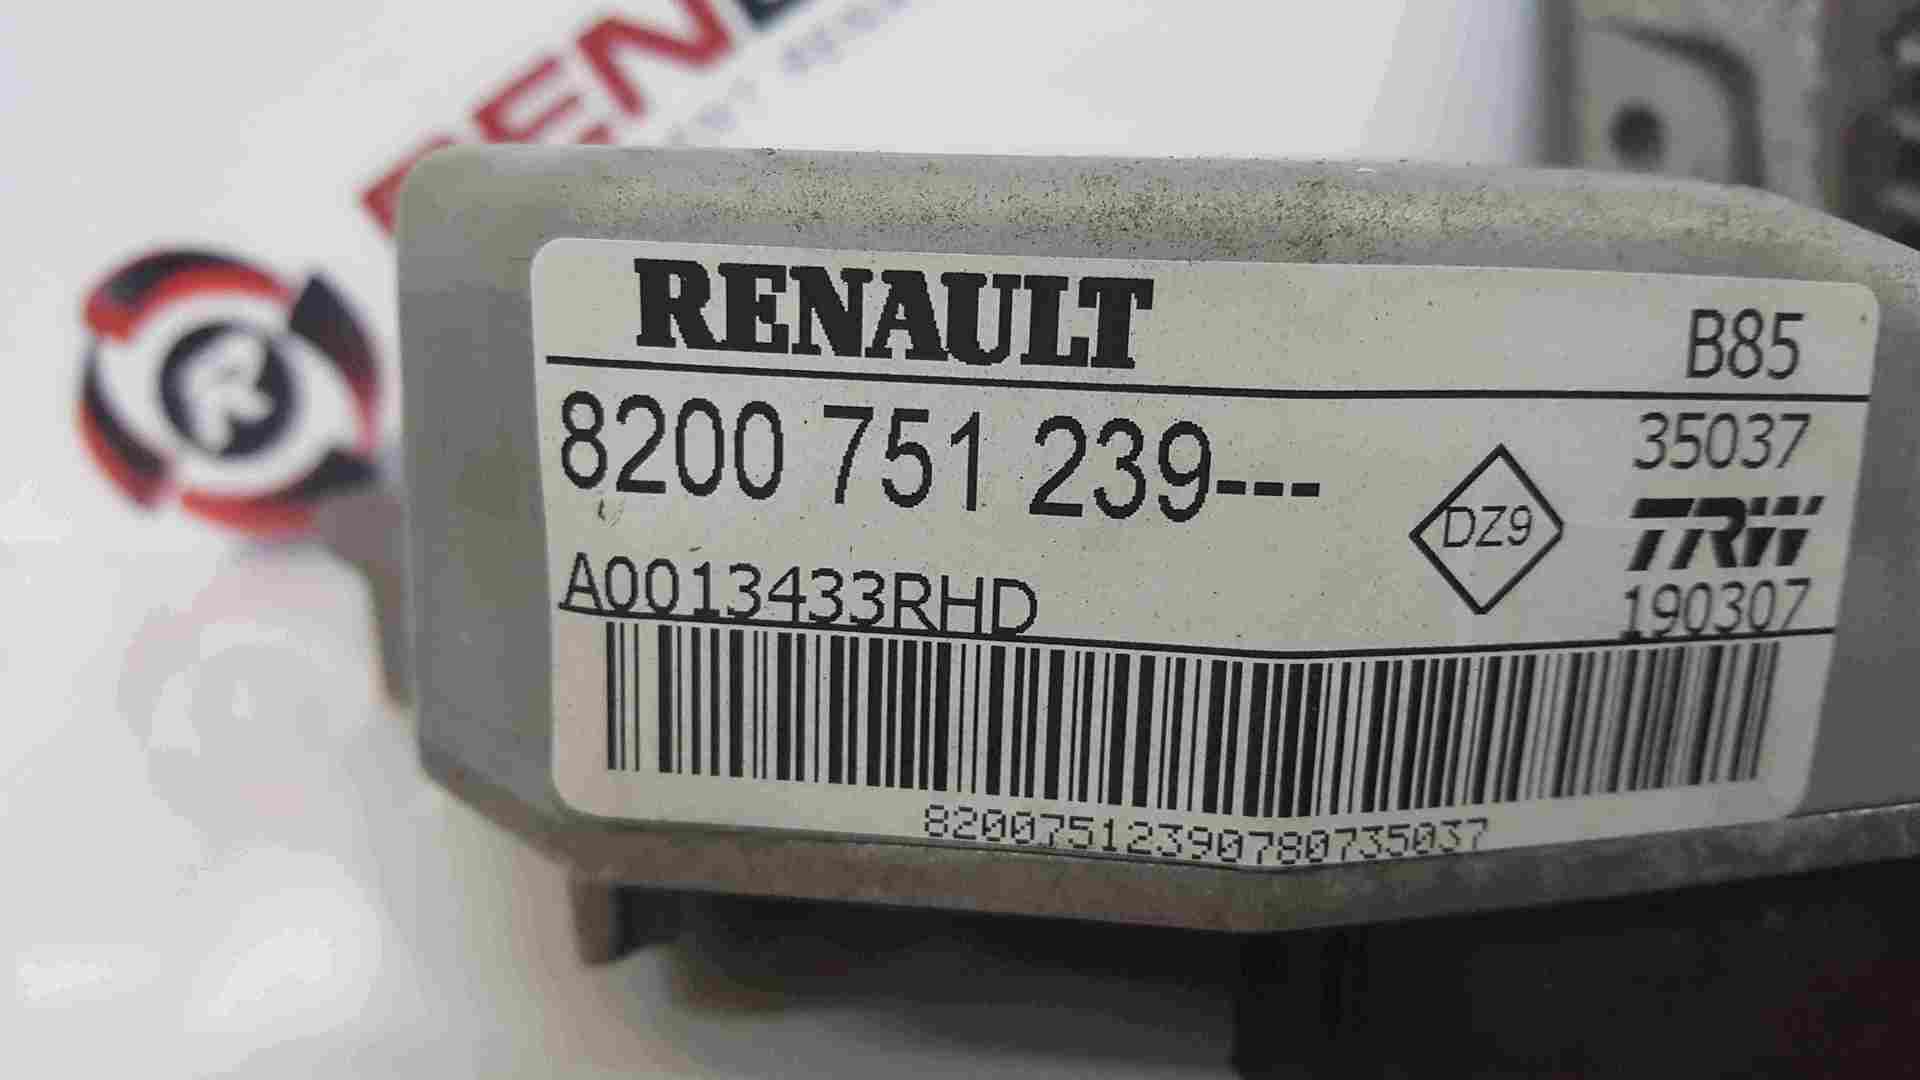 RENAULT B85
8200 751 239---
35037
DZ9
TRW
A0013433RHD
190307
82007512390780735037